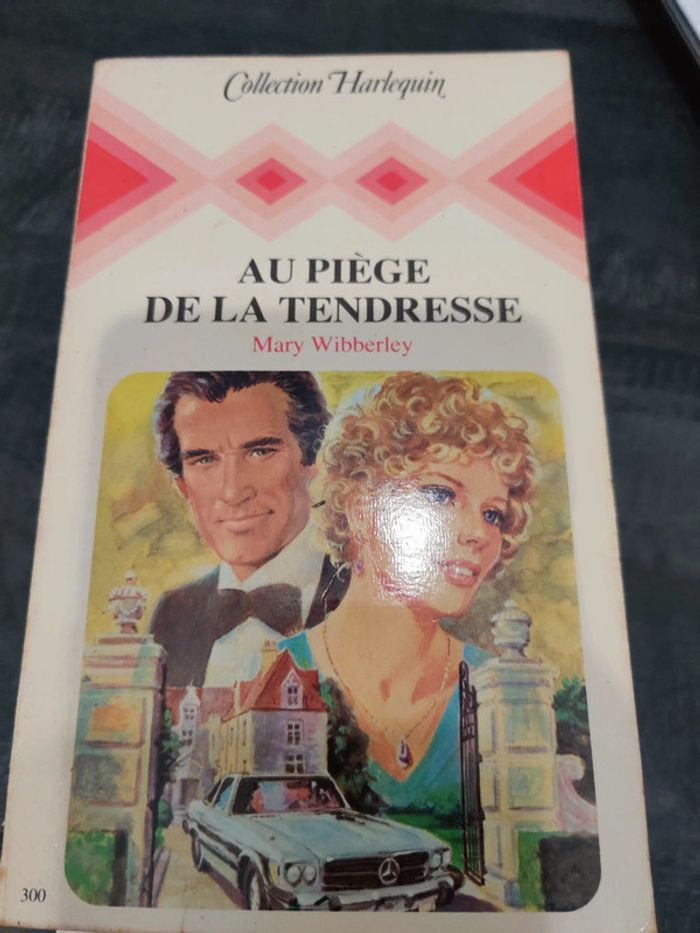 Collection Harlequin
AU PIÈGE
DE LA TENDRESSE
Mary Wibberley
300